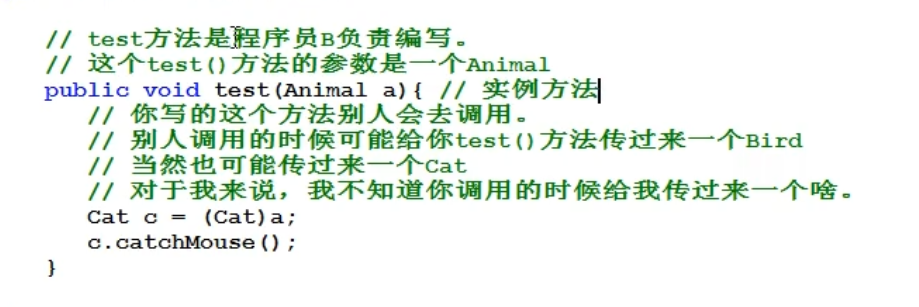 // test方法是程序员B负责编写。
// 这个test()方法的参数是一个Animal
public void test(Animal a){ // 实例方法
// 你写的这个方法别人会去调用。
// 别人调用的时候可能给你test()方法传过来一个Bird
// 当然也可能传过来一个Cat
// 对于我来说，我不知道你调用的时候给我传过来一个啥。
Cat c = (Cat)a;
c.catchMouse();
}